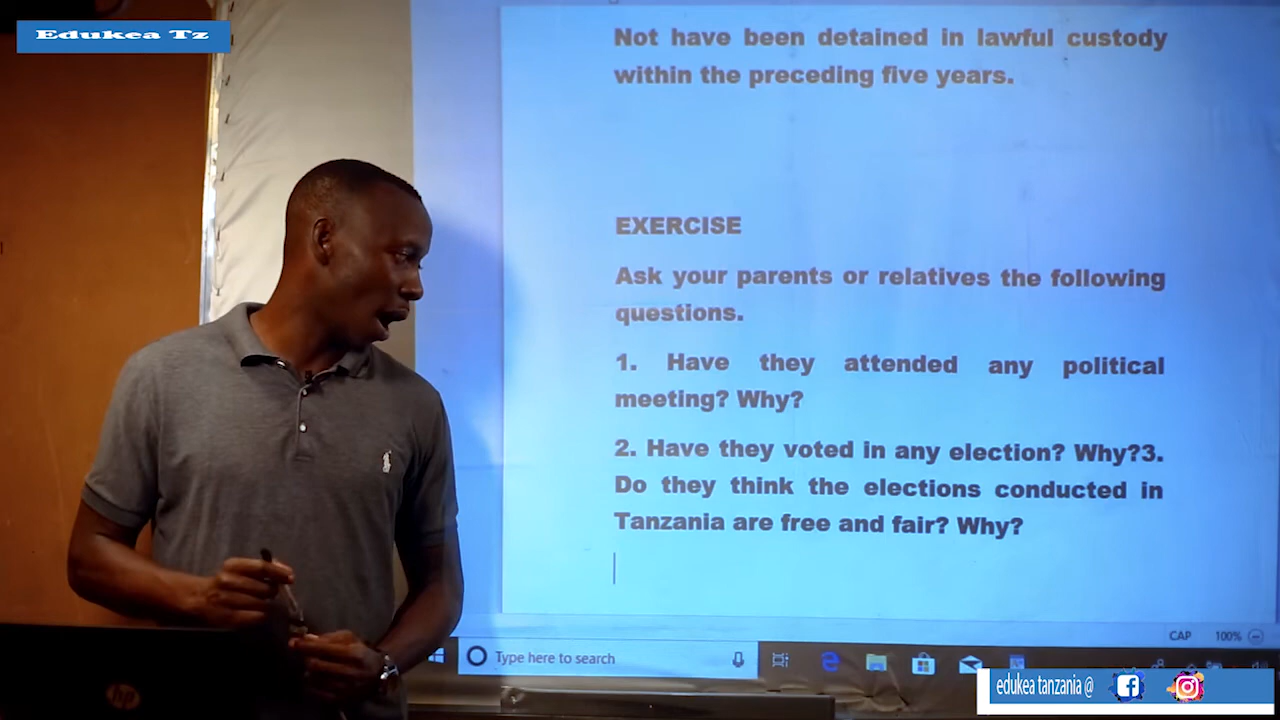 Edukea Tz
Not have been detained in lawful custody
within the preceding five years.
EXERCISE
Ask your parents or relatives the following
questions.
1. Have they attended any political
meeting? Why?
2. Have they voted in any election? Why?3.
Do they think the elections conducted in
Tanzania are free and fair? Why?
CAP 100%
Type here to search
edukea tanzania @
hp